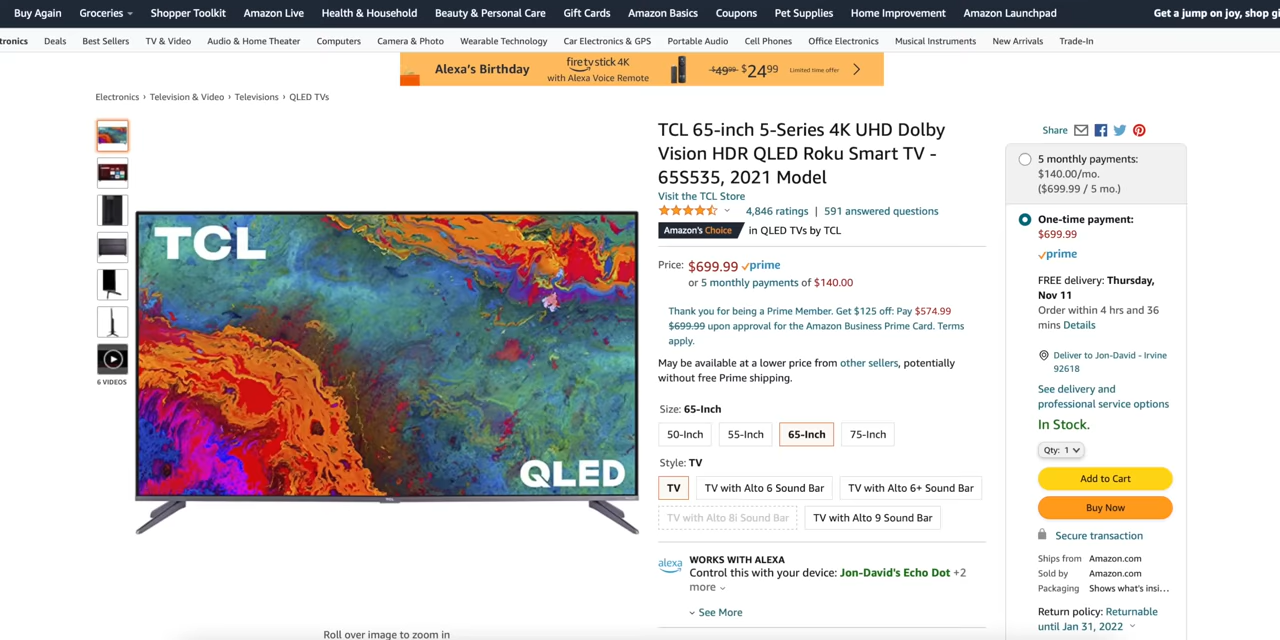 Buy Again Groceries Shopper Toolkit Amazon Live Health & Household Beauty & Personal Care Gift Cards Amazon Basics Coupons Pet Supplies Home Improvement Amazon Launchpad Get a jump on joy, shop gi
tronics Deals Best Sellers TV & Video Audio & Home Theater Computers Camera & Photo Wearable Technology Car Electronics & GPS Portable Audio Cell Phones Office Electronics Musical Instruments New Arrivals Trade-In
Alexa's Birthday
firetvstick 4K
with Alexa Voice Remote
$4999 $2499 Limited time offer
Electronics › Television & Video › Televisions › QLED TVs
6 VIDEOS
TCL
QLED
TCL
Roll over image to zoom in
TCL 65-inch 5-Series 4K UHD Dolby
Vision HDR QLED Roku Smart TV -
65S535, 2021 Model
Visit the TCL Store
4,846 ratings | 591 answered questions
Amazon's Choice in QLED TVs by TCL
Price: $699.99 prime
or 5 monthly payments of $140.00
Thank you for being a Prime Member. Get $125 off: Pay $574.99
$699.99 upon approval for the Amazon Business Prime Card. Terms
apply.
May be available at a lower price from other sellers, potentially
without free Prime shipping.
Size: 65-Inch
50-Inch 55-Inch 65-Inch 75-Inch
Style: TV
TV TV with Alto 6 Sound Bar TV with Alto 6+ Sound Bar
TV with Alto 8i Sound Bar TV with Alto 9 Sound Bar
alexa WORKS WITH ALEXA
Control this with your device: Jon-David's Echo Dot +2
more
See More
Share
5 monthly payments:
$140.00/mo.
($699.99 / 5 mo.)
One-time payment:
$699.99
prime
FREE delivery: Thursday,
Nov 11
Order within 4 hrs and 36
mins Details
Deliver to Jon-David - Irvine
92618
See delivery and
professional service options
In Stock.
Qty: 1
Add to Cart
Buy Now
Secure transaction
Ships from Amazon.com
Sold by Amazon.com
Packaging Shows what's insi...
Return policy: Returnable
until Jan 31, 2022